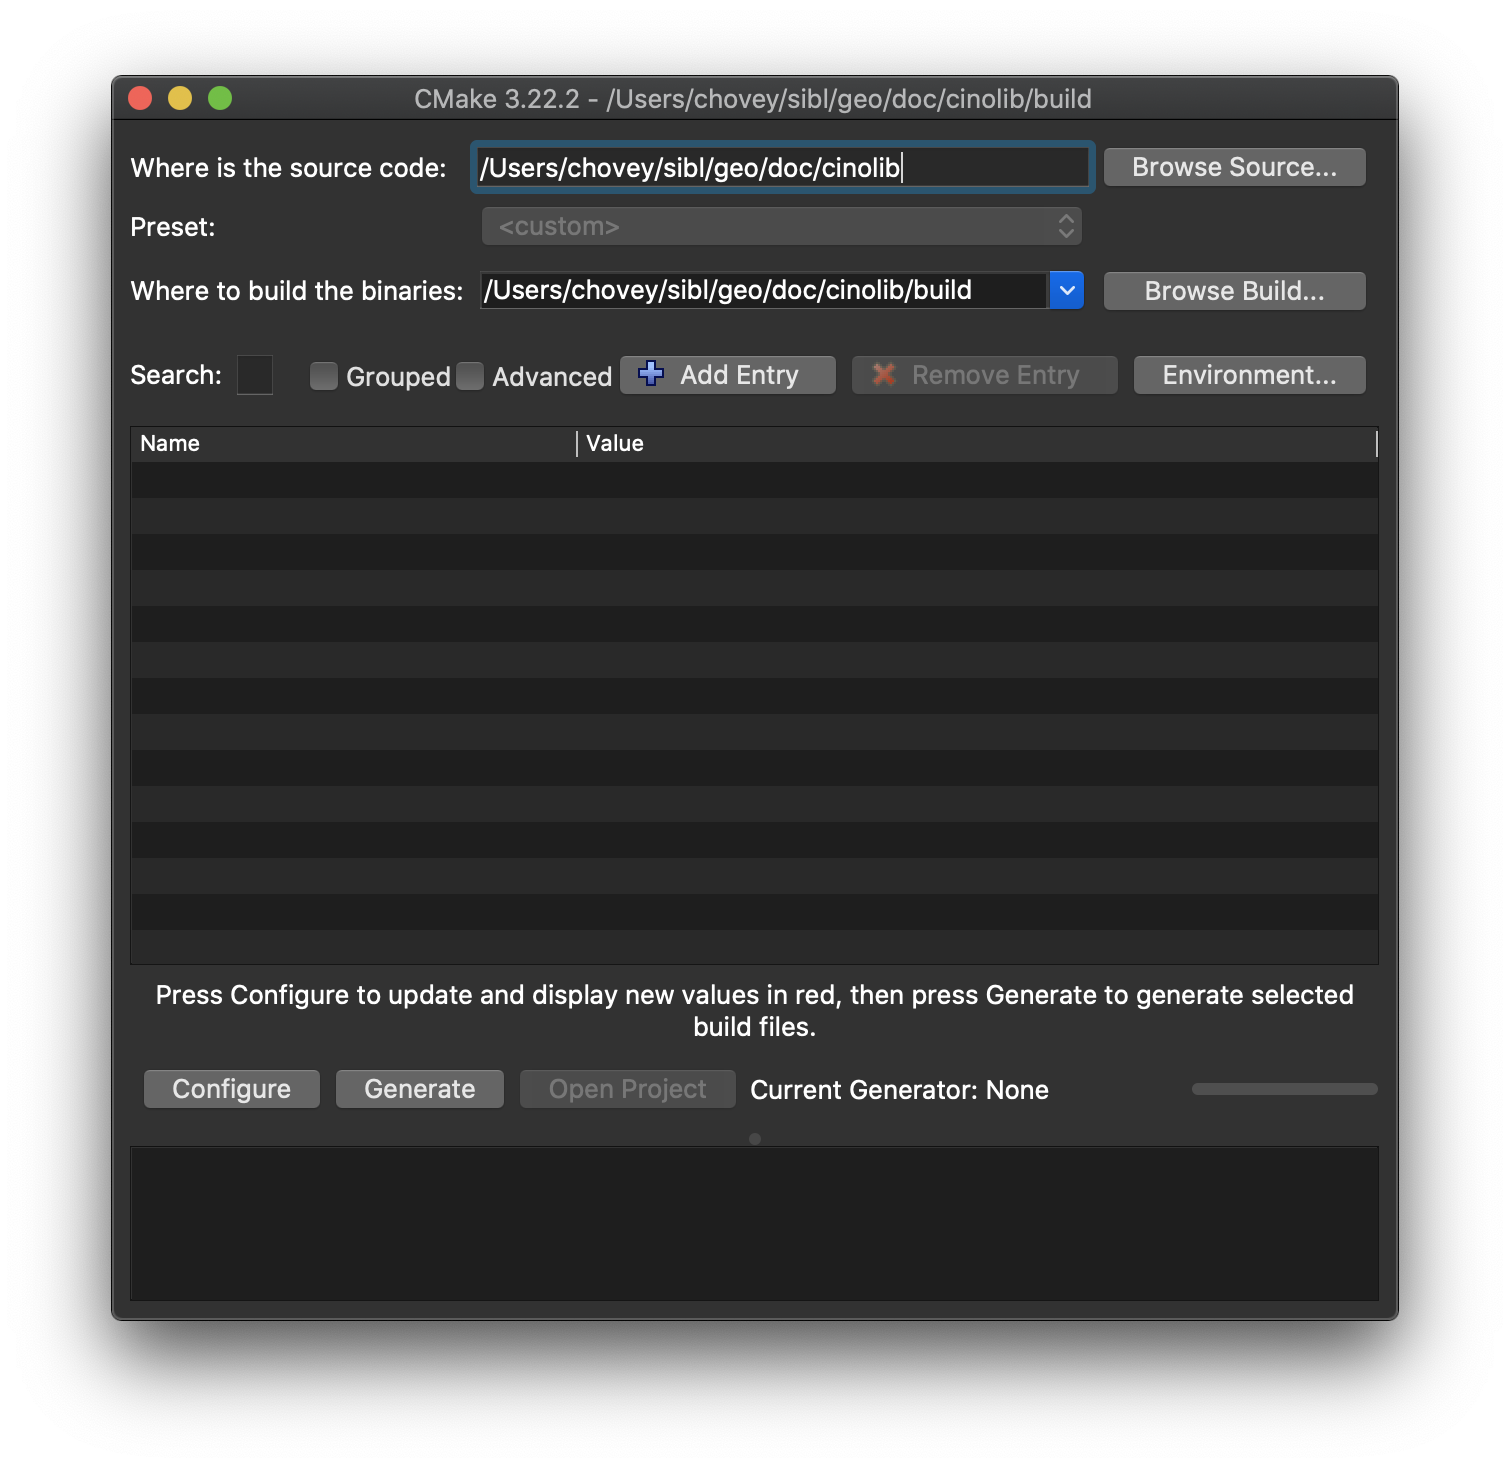 CMake 3.22.2 - /Users/chovey/sibl/geo/doc/cinolib/build
Where is the source code: /Users/chovey/sibl/geo/doc/cinolib Browse Source...
Preset: <custom>
Where to build the binaries: /Users/chovey/sibl/geo/doc/cinolib/build Browse Build...
Search: Grouped Advanced Add Entry Remove Entry Environment...
Name Value
Press Configure to update and display new values in red, then press Generate to generate selected
build files.
Configure Generate Open Project Current Generator: None